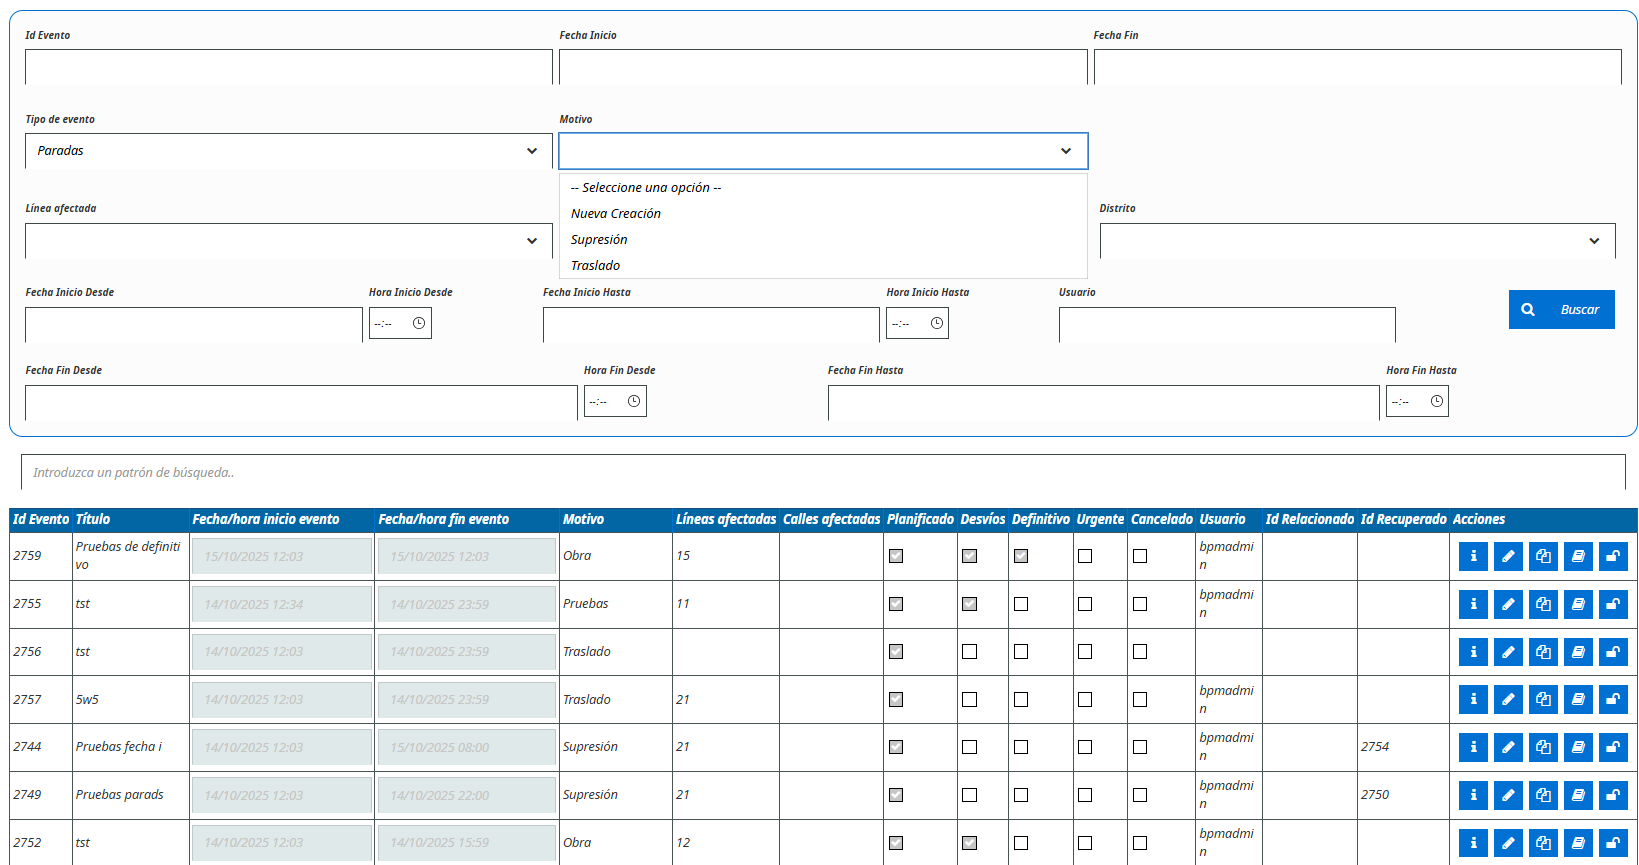 Id Evento Fecha Inicio Fecha Fin
Tipo de evento Motivo
Paradas
-- Seleccione una opción --
Nueva Creación
Supresión
Traslado
Línea afectada Distrito
Fecha Inicio Desde Hora Inicio Desde Fecha Inicio Hasta Hora Inicio Hasta Usuario
--:-- --:-- Buscar
Fecha Fin Desde Hora Fin Desde Fecha Fin Hasta Hora Fin Hasta
--:-- --:--
Introduzca un patrón de búsqueda..
Id Evento Título Fecha/hora inicio evento Fecha/hora fin evento Motivo Líneas afectadas Calles afectadas Planificado Desvíos Definitivo Urgente Cancelado Usuario Id Relacionado Id Recuperado Acciones
2759 Pruebas de definiti
vo 15/10/2025 12:03 15/10/2025 12:03 Obra 15 bpmadmi
n
2755 tst 14/10/2025 12:34 14/10/2025 23:59 Pruebas 11 bpmadmi
n
2756 tst 14/10/2025 12:03 14/10/2025 23:59 Traslado
2757 5w5 14/10/2025 12:03 14/10/2025 23:59 Traslado 21 bpmadmi
n
2744 Pruebas fecha i 14/10/2025 12:03 15/10/2025 08:00 Supresión 21 bpmadmi
n 2754
2749 Pruebas parads 14/10/2025 12:03 14/10/2025 22:00 Supresión 21 bpmadmi
n 2750
2752 tst 14/10/2025 12:03 14/10/2025 15:59 Obra 12 bpmadmi
n